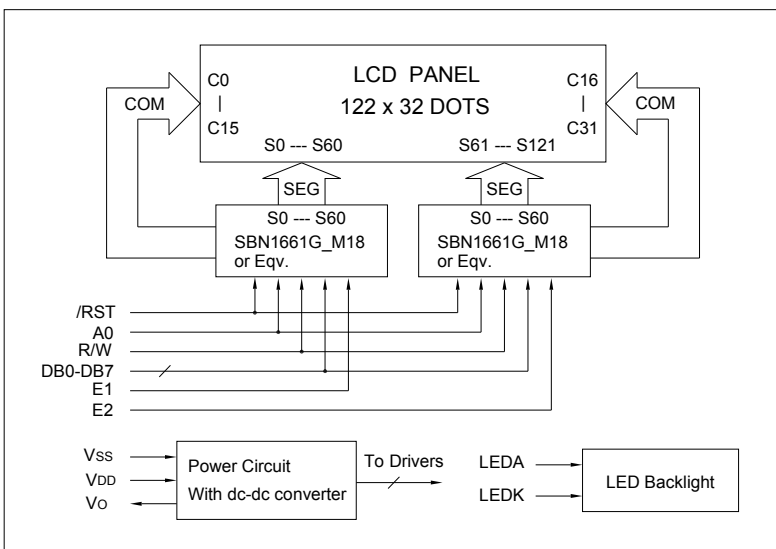 LCD PANEL
122 x 32 DOTS
C0
|
C15
C16
|
C31
COM
COM
S0 --- S60
S61 --- S121
SEG
SEG
S0 --- S60
SBN1661G_M18
or Eqv.
S0 --- S60
SBN1661G_M18
or Eqv.
/RST
A0
R/W
DB0-DB7
E1
E2
VSS
VDD
VO
Power Circuit
With dc-dc converter
To Drivers
LEDA
LEDK
LED Backlight